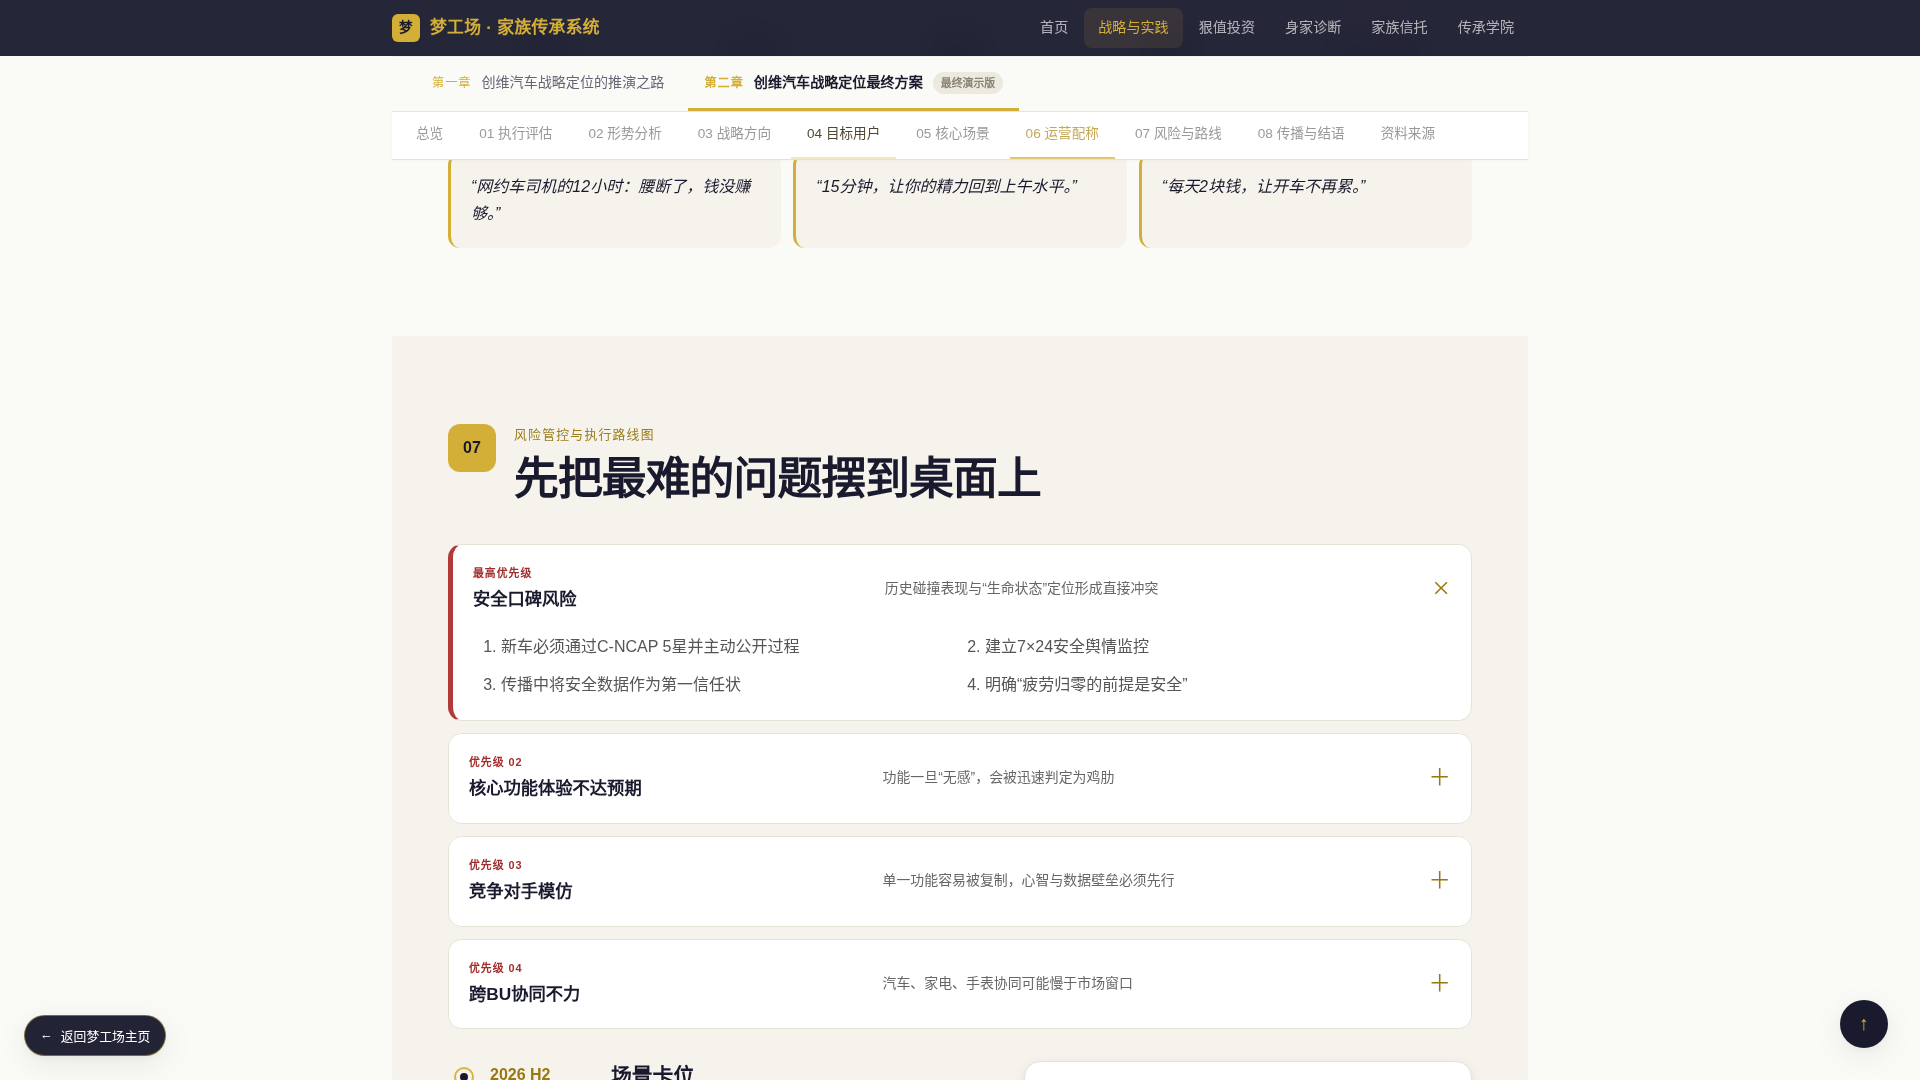 梦 梦工场 · 家族传承系统
首页 战略与实践 狠值投资 身家诊断 家族信托 传承学院
第一章 创维汽车战略定位的推演之路 第二章 创维汽车战略定位最终方案 最终演示版
总览 01 执行评估 02 形势分析 03 战略方向 04 目标用户 05 核心场景 06 运营配称 07 风险与路线 08 传播与结语 资料来源
“网约车司机的12小时：腰断了，钱没赚
够。”
“15分钟，让你的精力回到上午水平。”
“每天2块钱，让开车不再累。”
07
风险管控与执行路线图
先把最难的问题摆到桌面上
最高优先级
安全口碑风险
历史碰撞表现与“生命状态”定位形成直接冲突
1. 新车必须通过C-NCAP 5星并主动公开过程
2. 建立7×24安全舆情监控
3. 传播中将安全数据作为第一信任状
4. 明确“疲劳归零的前提是安全”
优先级 02
核心功能体验不达预期
功能一旦“无感”，会被迅速判定为鸡肋
优先级 03
竞争对手模仿
单一功能容易被复制，心智与数据壁垒必须先行
优先级 04
跨BU协同不力
汽车、家电、手表协同可能慢于市场窗口
← 返回梦工场主页
↑
2026 H2
场景卡位